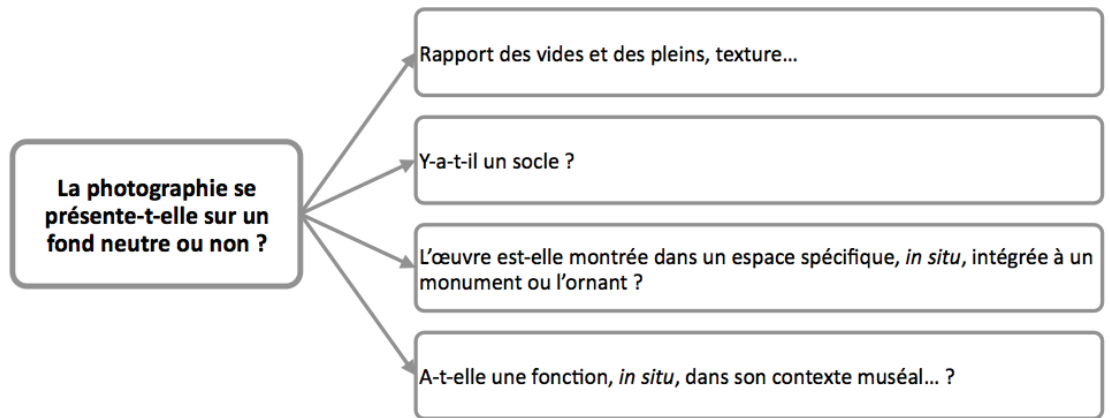 La photographie se
présente-t-elle sur un
fond neutre ou non ?
Rapport des vides et des pleins, texture...
Y-a-t-il un socle ?
L'œuvre est-elle montrée dans un espace spécifique, in situ, intégrée à un
monument ou l'ornant ?
A-t-elle une fonction, in situ, dans son contexte muséal... ?